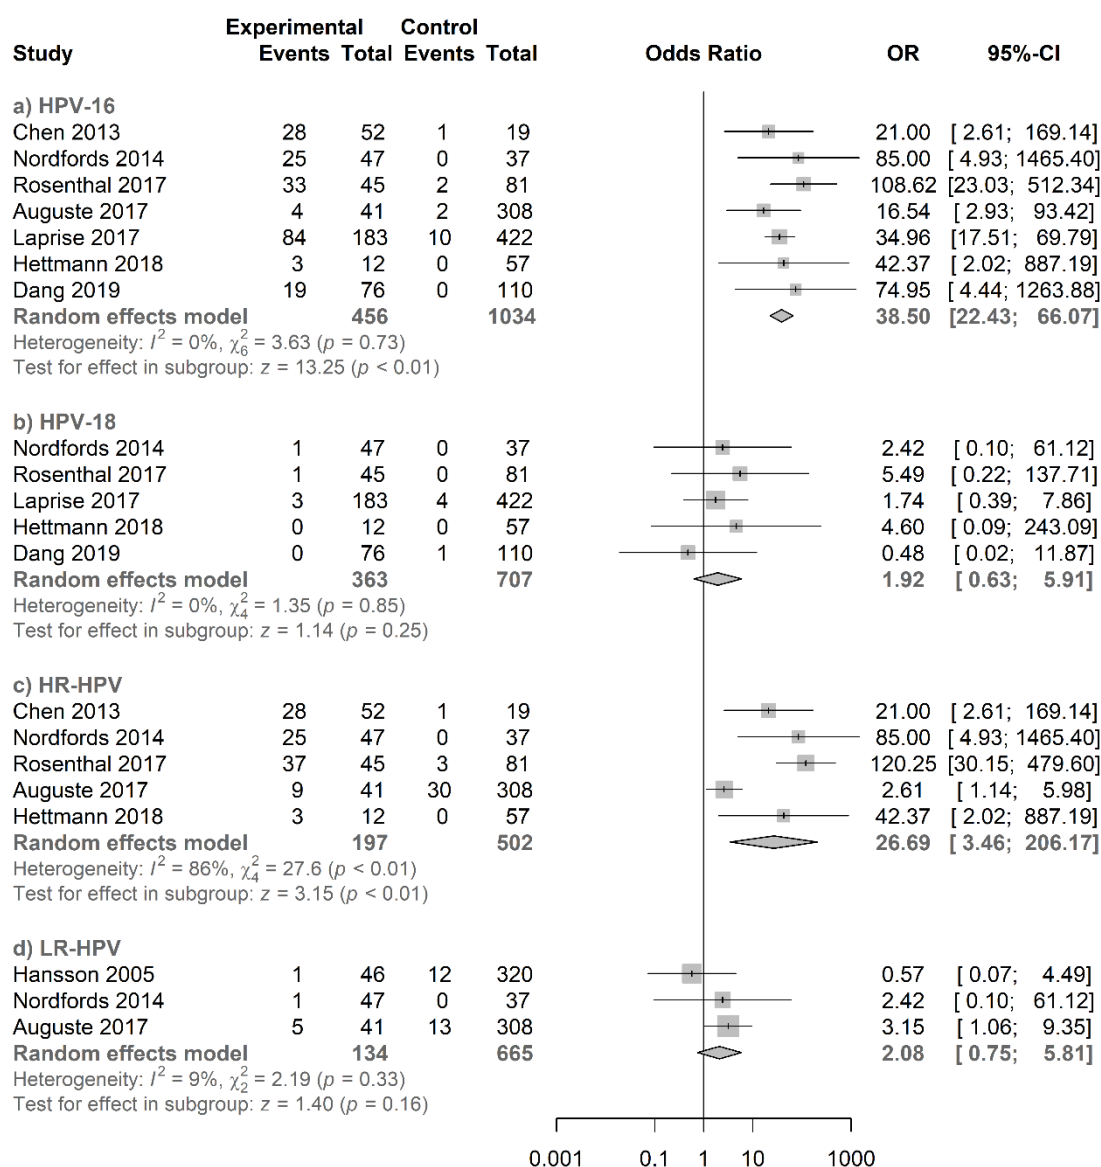 Experimental Control
Study Events Total Events Total Odds Ratio OR 95%-CI
a) HPV-16
Chen 2013 28 52 1 19 21.00 [ 2.61; 169.14]
Nordfords 2014 25 47 0 37 85.00 [ 4.93; 1465.40]
Rosenthal 2017 33 45 2 81 108.62 [23.03; 512.34]
Auguste 2017 4 41 2 308 16.54 [ 2.93; 93.42]
Laprise 2017 84 183 10 422 34.96 [17.51; 69.79]
Hettmann 2018 3 12 0 57 42.37 [ 2.02; 887.19]
Dang 2019 19 76 0 110 74.95 [ 4.44; 1263.88]
Random effects model 456 1034 38.50 [22.43; 66.07]
Heterogeneity: I² = 0%, χ²₆ = 3.63 (p = 0.73)
Test for effect in subgroup: z = 13.25 (p < 0.01)
b) HPV-18
Nordfords 2014 1 47 0 37 2.42 [ 0.10; 61.12]
Rosenthal 2017 1 45 0 81 5.49 [ 0.22; 137.71]
Laprise 2017 3 183 4 422 1.74 [ 0.39; 7.86]
Hettmann 2018 0 12 0 57 4.60 [ 0.09; 243.09]
Dang 2019 0 76 1 110 0.48 [ 0.02; 11.87]
Random effects model 363 707 1.92 [ 0.63; 5.91]
Heterogeneity: I² = 0%, χ²₄ = 1.35 (p = 0.85)
Test for effect in subgroup: z = 1.14 (p = 0.25)
c) HR-HPV
Chen 2013 28 52 1 19 21.00 [ 2.61; 169.14]
Nordfords 2014 25 47 0 37 85.00 [ 4.93; 1465.40]
Rosenthal 2017 37 45 3 81 120.25 [30.15; 479.60]
Auguste 2017 9 41 30 308 2.61 [ 1.14; 5.98]
Hettmann 2018 3 12 0 57 42.37 [ 2.02; 887.19]
Random effects model 197 502 26.69 [ 3.46; 206.17]
Heterogeneity: I² = 86%, χ²₄ = 27.6 (p < 0.01)
Test for effect in subgroup: z = 3.15 (p < 0.01)
d) LR-HPV
Hansson 2005 1 46 12 320 0.57 [ 0.07; 4.49]
Nordfords 2014 1 47 0 37 2.42 [ 0.10; 61.12]
Auguste 2017 5 41 13 308 3.15 [ 1.06; 9.35]
Random effects model 134 665 2.08 [ 0.75; 5.81]
Heterogeneity: I² = 9%, χ²₂ = 2.19 (p = 0.33)
Test for effect in subgroup: z = 1.40 (p = 0.16)
0.001 0.1 1 10 1000